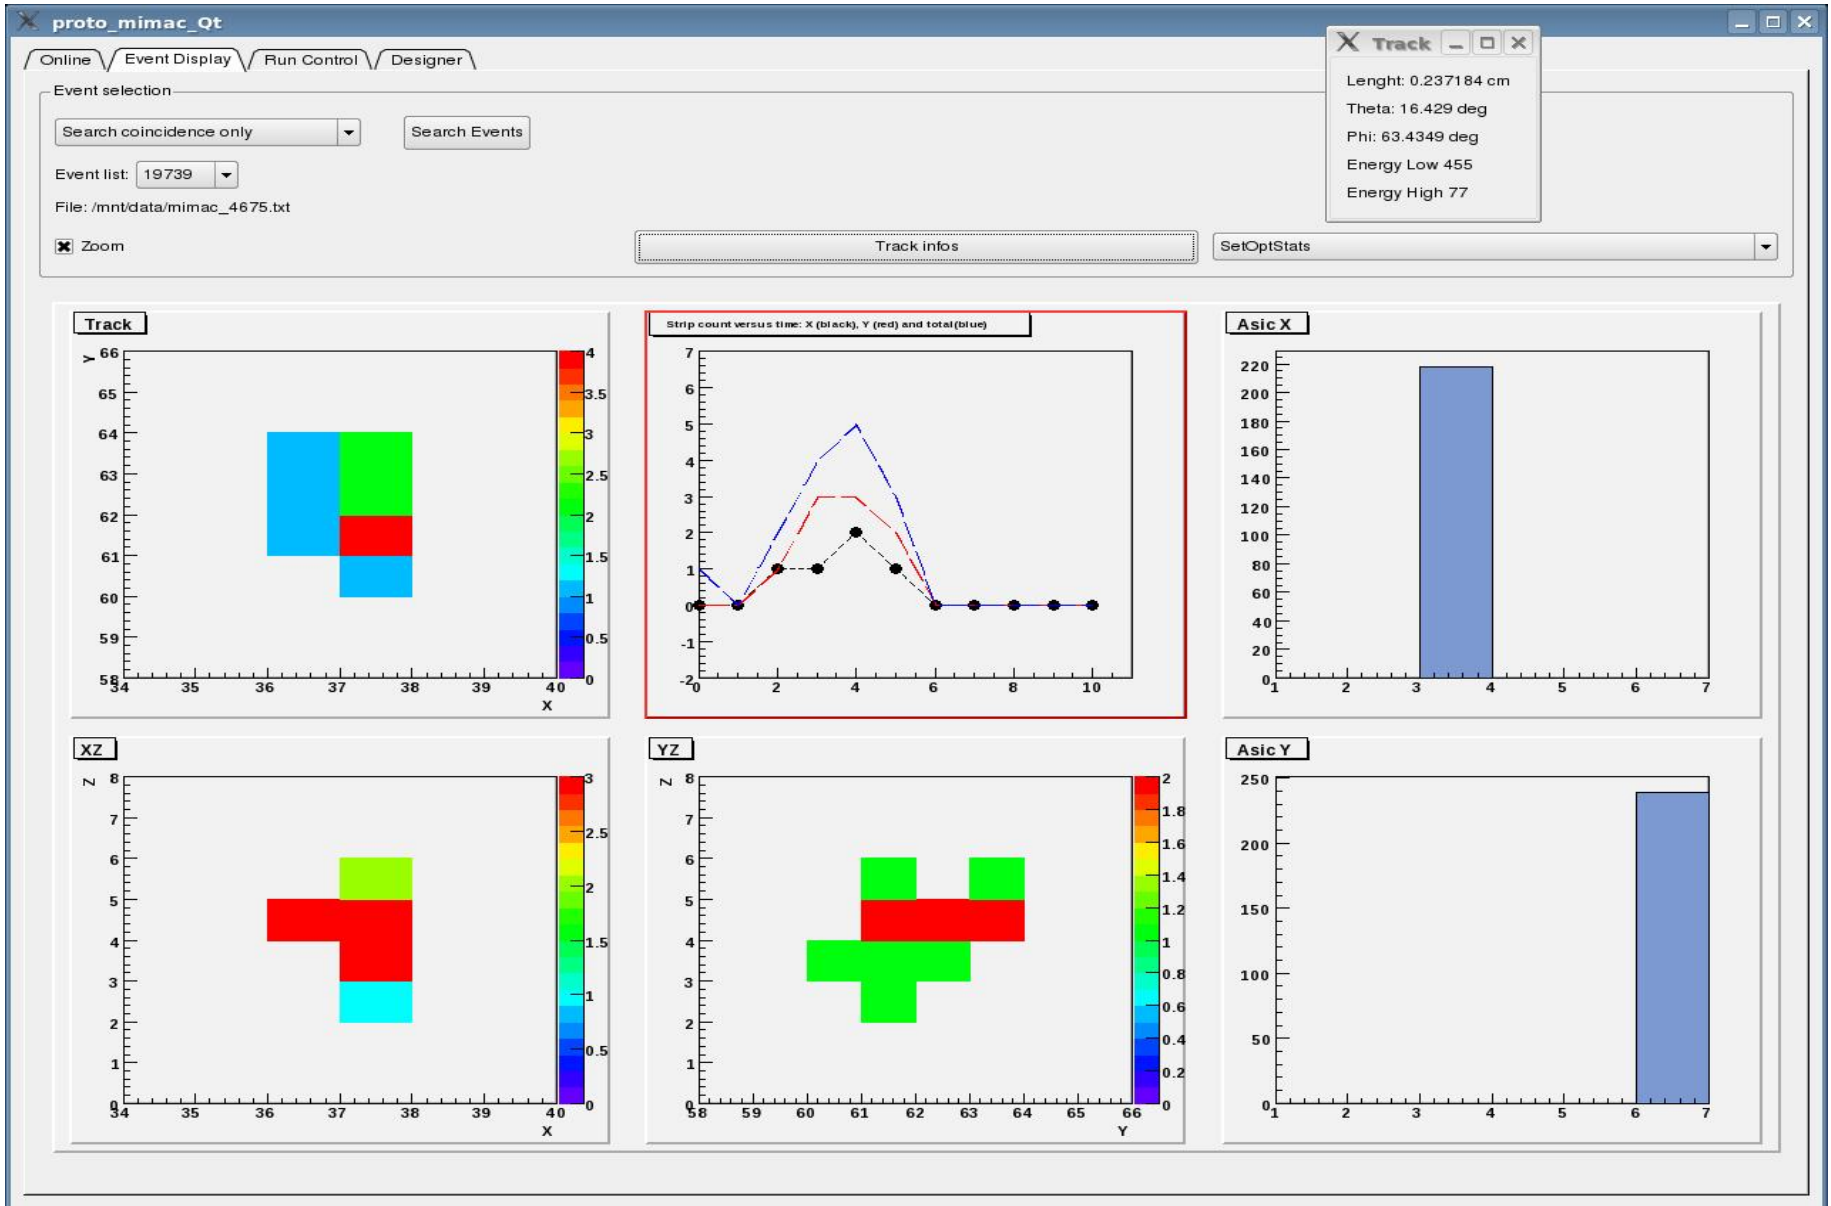 proto_mimac_Qt
Online
Event Display
Run Control
Designer
Track
Lenght: 0.237184 cm
Theta: 16.429 deg
Phi: 63.4349 deg
Energy Low 455
Energy High 77
Event selection
Search coincidence only
Search Events
Event list: 19739
File: /mnt/data/mimac_4675.txt
Zoom
Track infos
SetOptStats
Track
Y
66
65
64
63
62
61
60
59
58
34 35 36 37 38 39 40
X
4
3.5
3
2.5
2
1.5
1
0.5
0
Strip count versus time: X (black), Y (red) and total(blue)
7
6
5
4
3
2
1
0
-1
-2
0 2 4 6 8 10
Asic X
220
200
180
160
140
120
100
80
60
40
20
0
1 2 3 4 5 6 7
XZ
Z
8
7
6
5
4
3
2
1
0
34 35 36 37 38 39 40
X
3
2.5
2
1.5
1
0.5
0
YZ
Z
8
7
6
5
4
3
2
1
0
58 59 60 61 62 63 64 65 66
Y
2
1.8
1.6
1.4
1.2
1
0.8
0.6
0.4
0.2
0
Asic Y
250
200
150
100
50
0
1 2 3 4 5 6 7